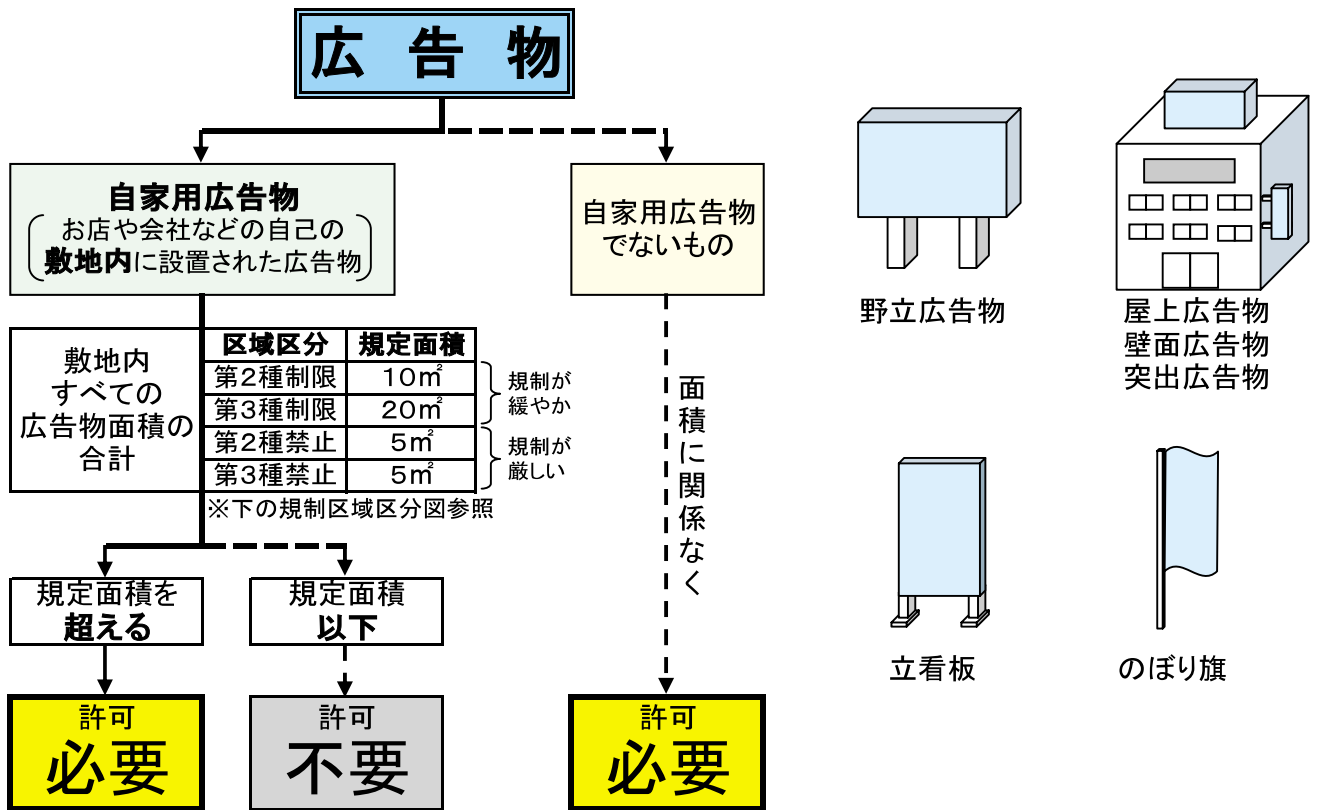 広告物
自家用広告物
お店や会社などの自己の
敷地内に設置された広告物
自家用広告物
でないもの
敷地内
すべての
広告物面積の
合計
区域区分 規定面積
第2種制限 10㎡
第3種制限 20㎡
第2種禁止 5㎡
第3種禁止 5㎡
規制が
緩やか
規制が
厳しい
※下の規制区域区分図参照
面積に関係なく
規定面積を
超える
規定面積
以下
許可
必要
許可
不要
許可
必要
野立広告物
屋上広告物
壁面広告物
突出広告物
立看板
のぼり旗